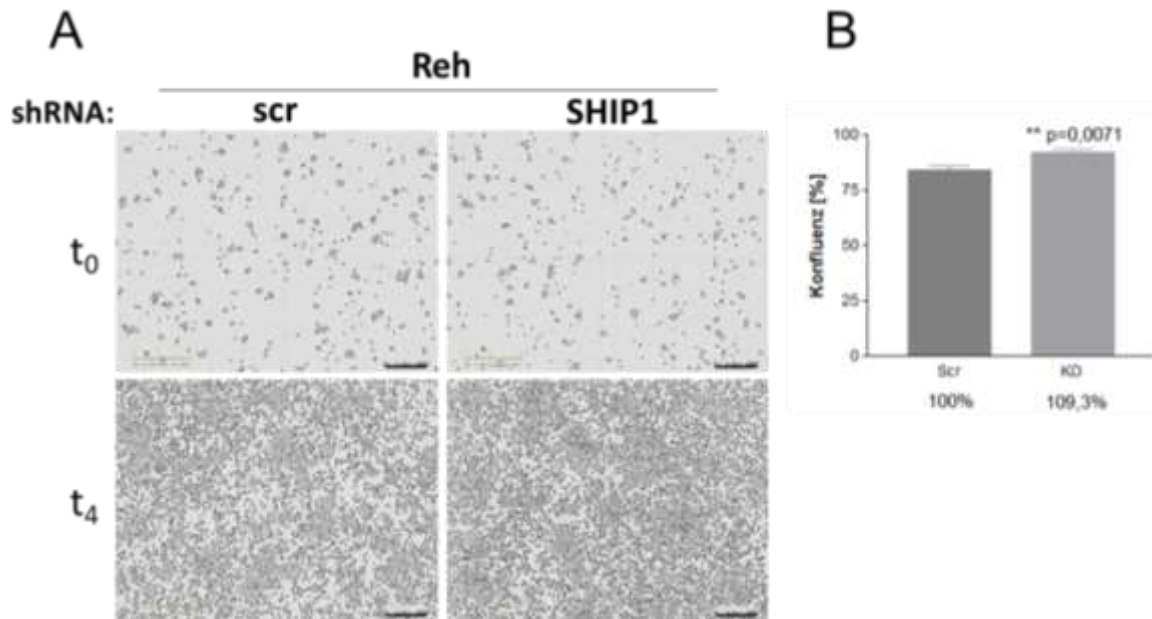 A
Reh
shRNA:
scr
SHIP1
t₀
t₄
B
** p=0,0071
Konfluenz [%]
100
75
50
25
0
Scr
KD
100%
109,3%